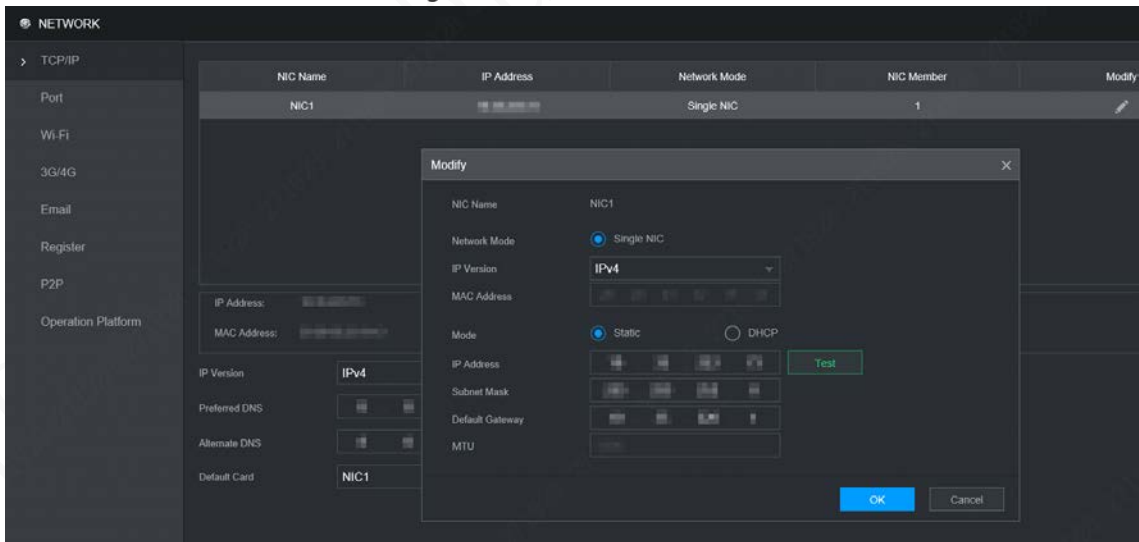 NETWORK
TCP/IP
Port
Wi-Fi
3G/4G
Email
Register
P2P
Operation Platform
NIC Name IP Address Network Mode NIC Member Modify
NIC1 Single NIC 1
IP Address:
MAC Address:
IP Version IPv4
Preferred DNS
Alternate DNS
Default Card NIC1
Modify
NIC Name NIC1
Network Mode Single NIC
IP Version IPv4
MAC Address
Mode Static DHCP
IP Address Test
Subnet Mask
Default Gateway
MTU
OK Cancel